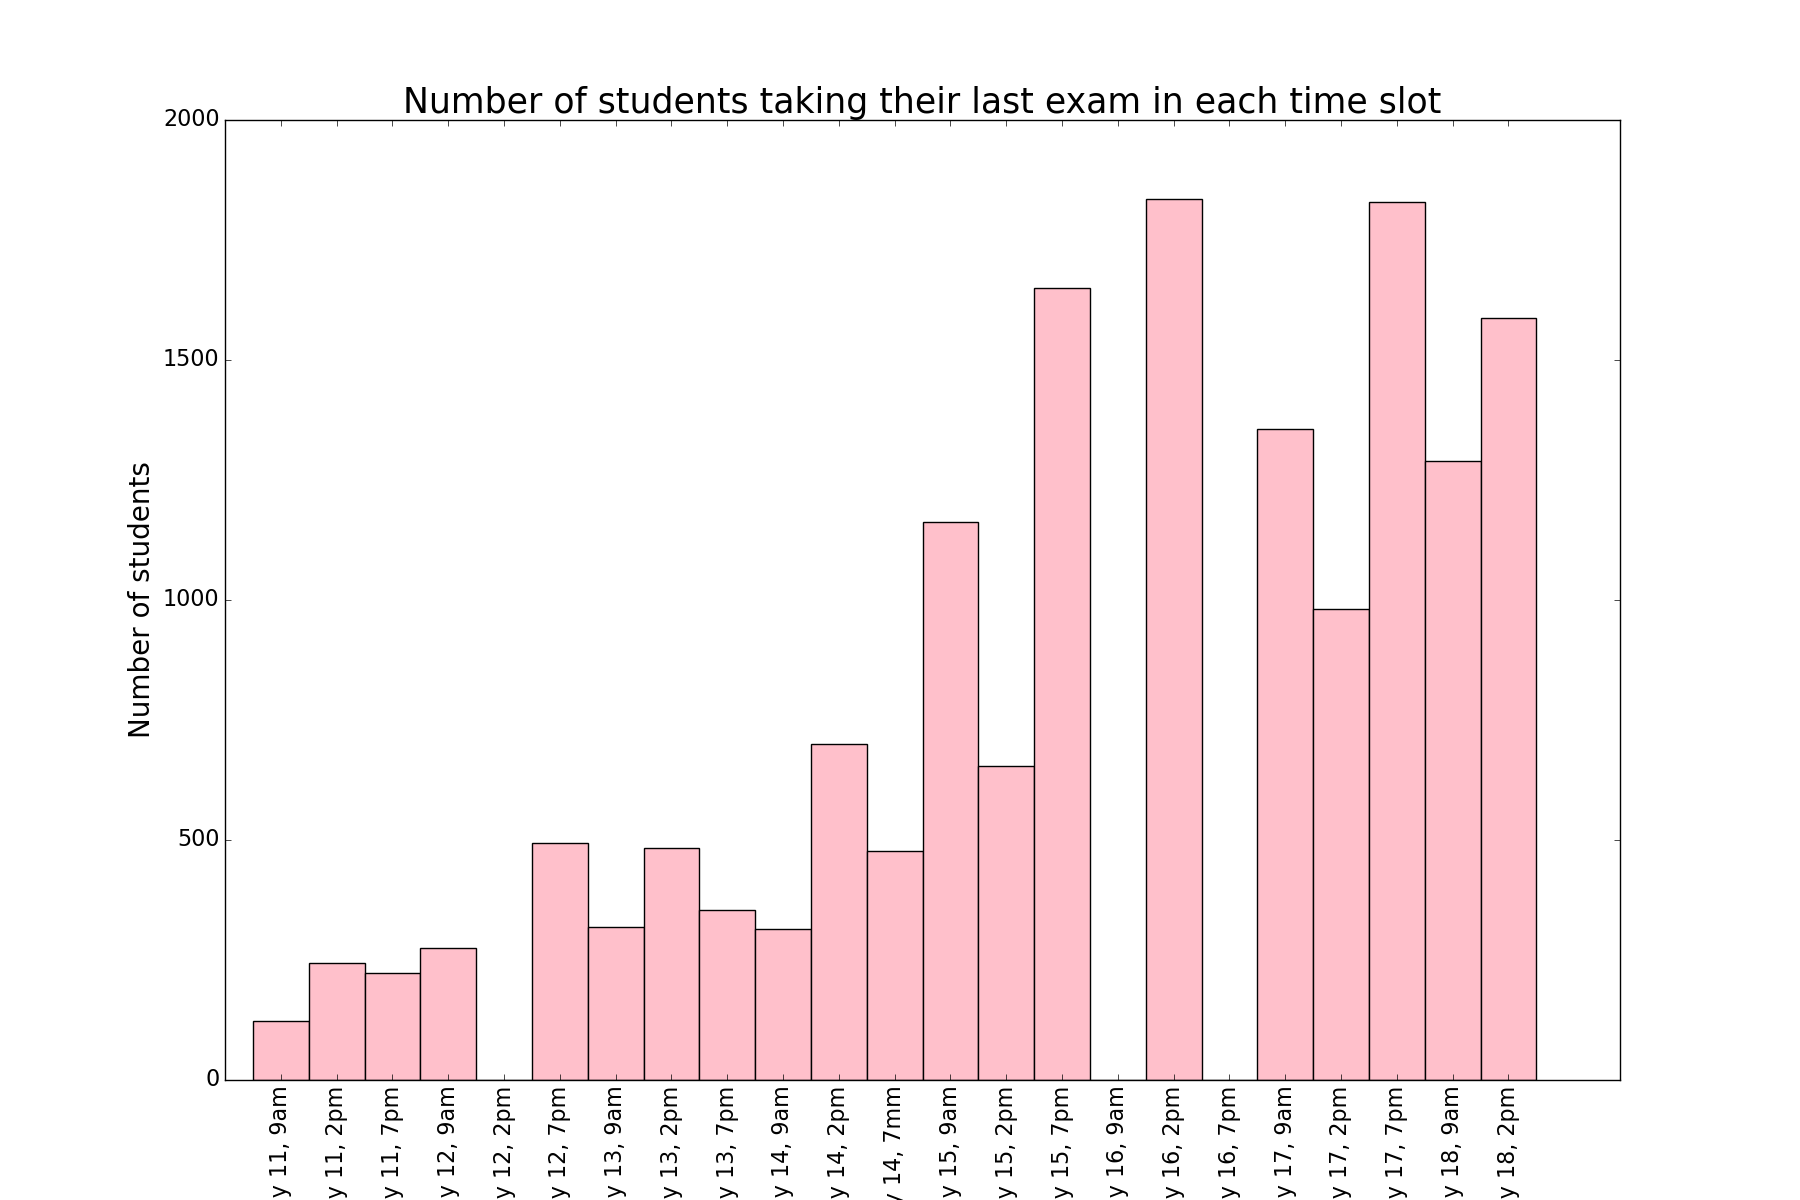 Number of students taking their last exam in each time slot
Number of students
2000
1500
1000
500
0
y 11, 9am
y 11, 2pm
y 11, 7pm
y 12, 9am
y 12, 2pm
y 12, 7pm
y 13, 9am
y 13, 2pm
y 13, 7pm
y 14, 9am
y 14, 2pm
y 14, 7mm
y 15, 9am
y 15, 2pm
y 15, 7pm
y 16, 9am
y 16, 2pm
y 16, 7pm
y 17, 9am
y 17, 2pm
y 17, 7pm
y 18, 9am
y 18, 2pm